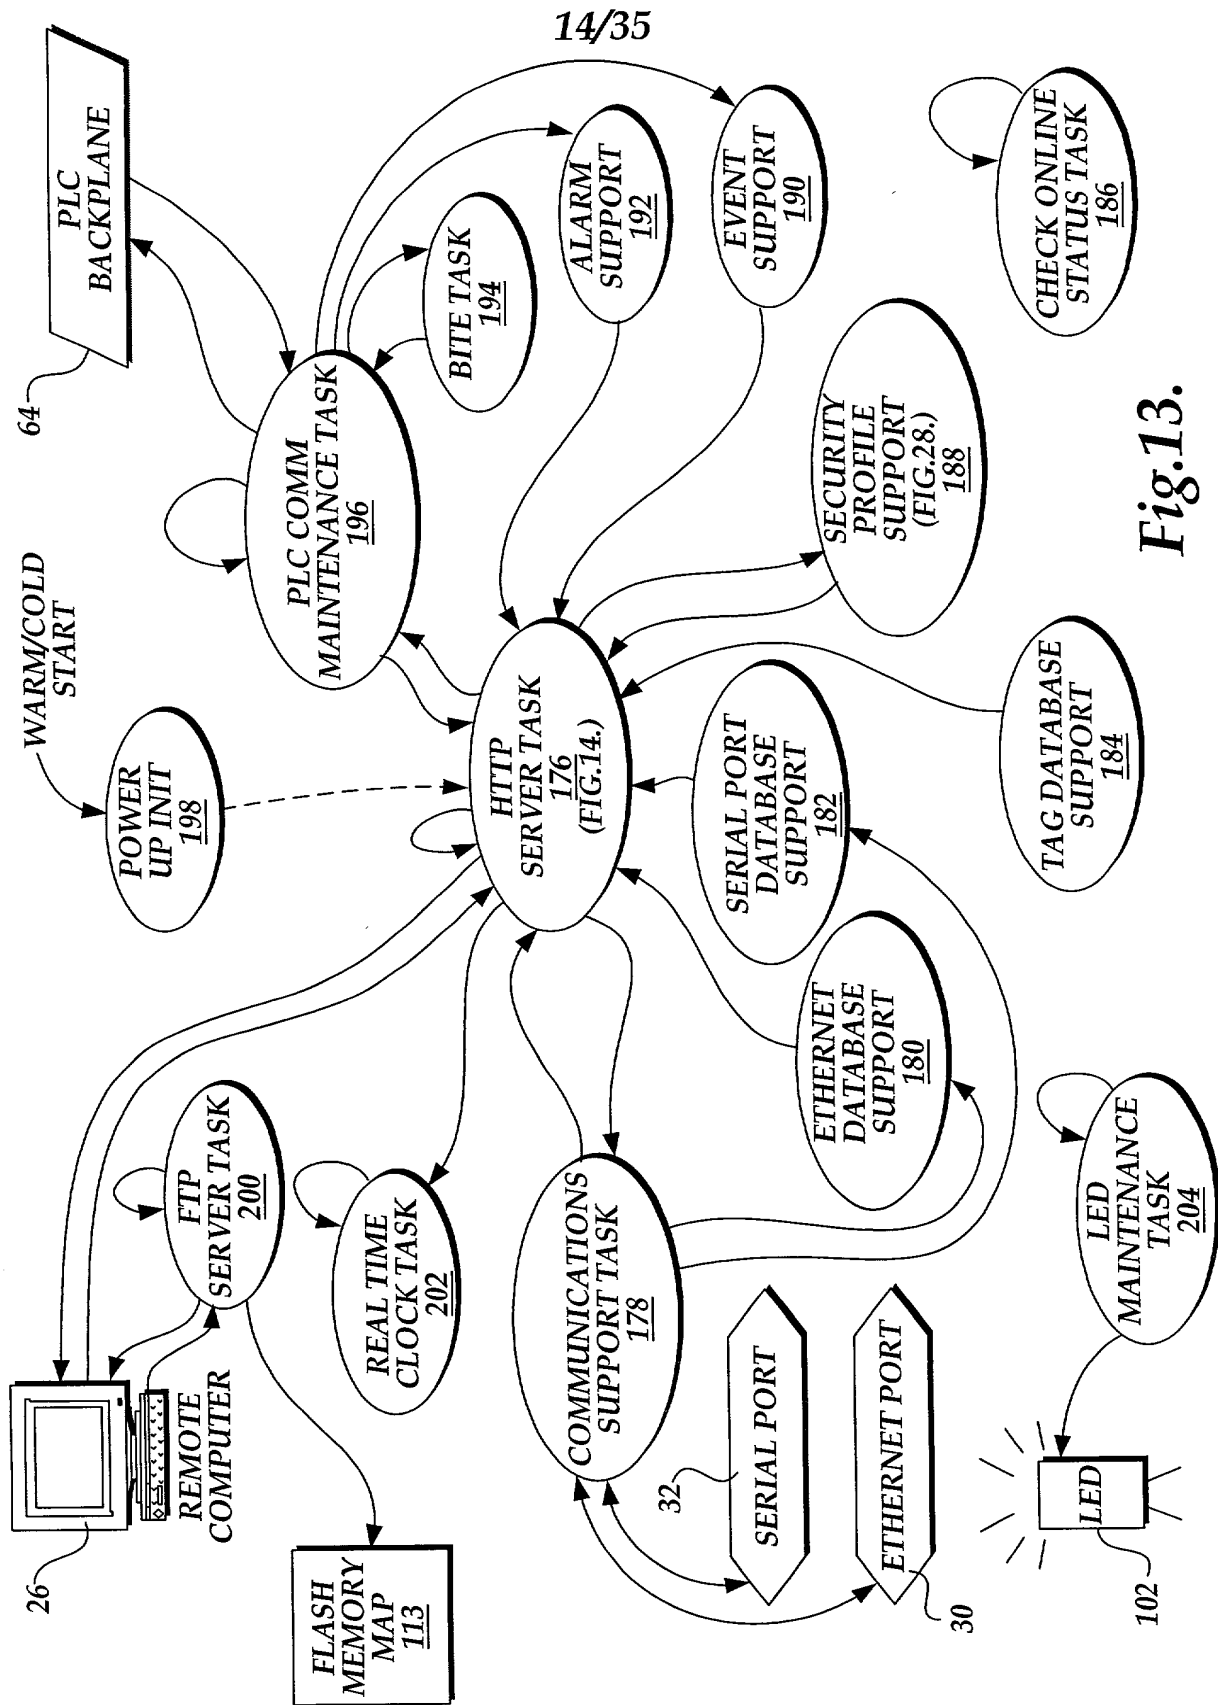 14/35
26
REMOTE
COMPUTER
FLASH
MEMORY
MAP
113
FTP
SERVER TASK
200
REAL TIME
CLOCK TASK
202
WARM/COLD
START
POWER
UP INIT
198
64
PLC
BACKPLANE
PLC COMM
MAINTENANCE TASK
196
BITE TASK
194
ALARM
SUPPORT
192
EVENT
SUPPORT
190
HTTP
SERVER TASK
176
(FIG.14.)
COMMUNICATIONS
SUPPORT TASK
178
32
SERIAL PORT
ETHERNET PORT
30
ETHERNET
DATABASE
SUPPORT
180
SERIAL PORT
DATABASE
SUPPORT
182
SECURITY
PROFILE
SUPPORT
(FIG.28.)
188
LED
102
LED
MAINTENANCE
TASK
204
TAG DATABASE
SUPPORT
184
CHECK ONLINE
STATUS TASK
186
Fig.13.